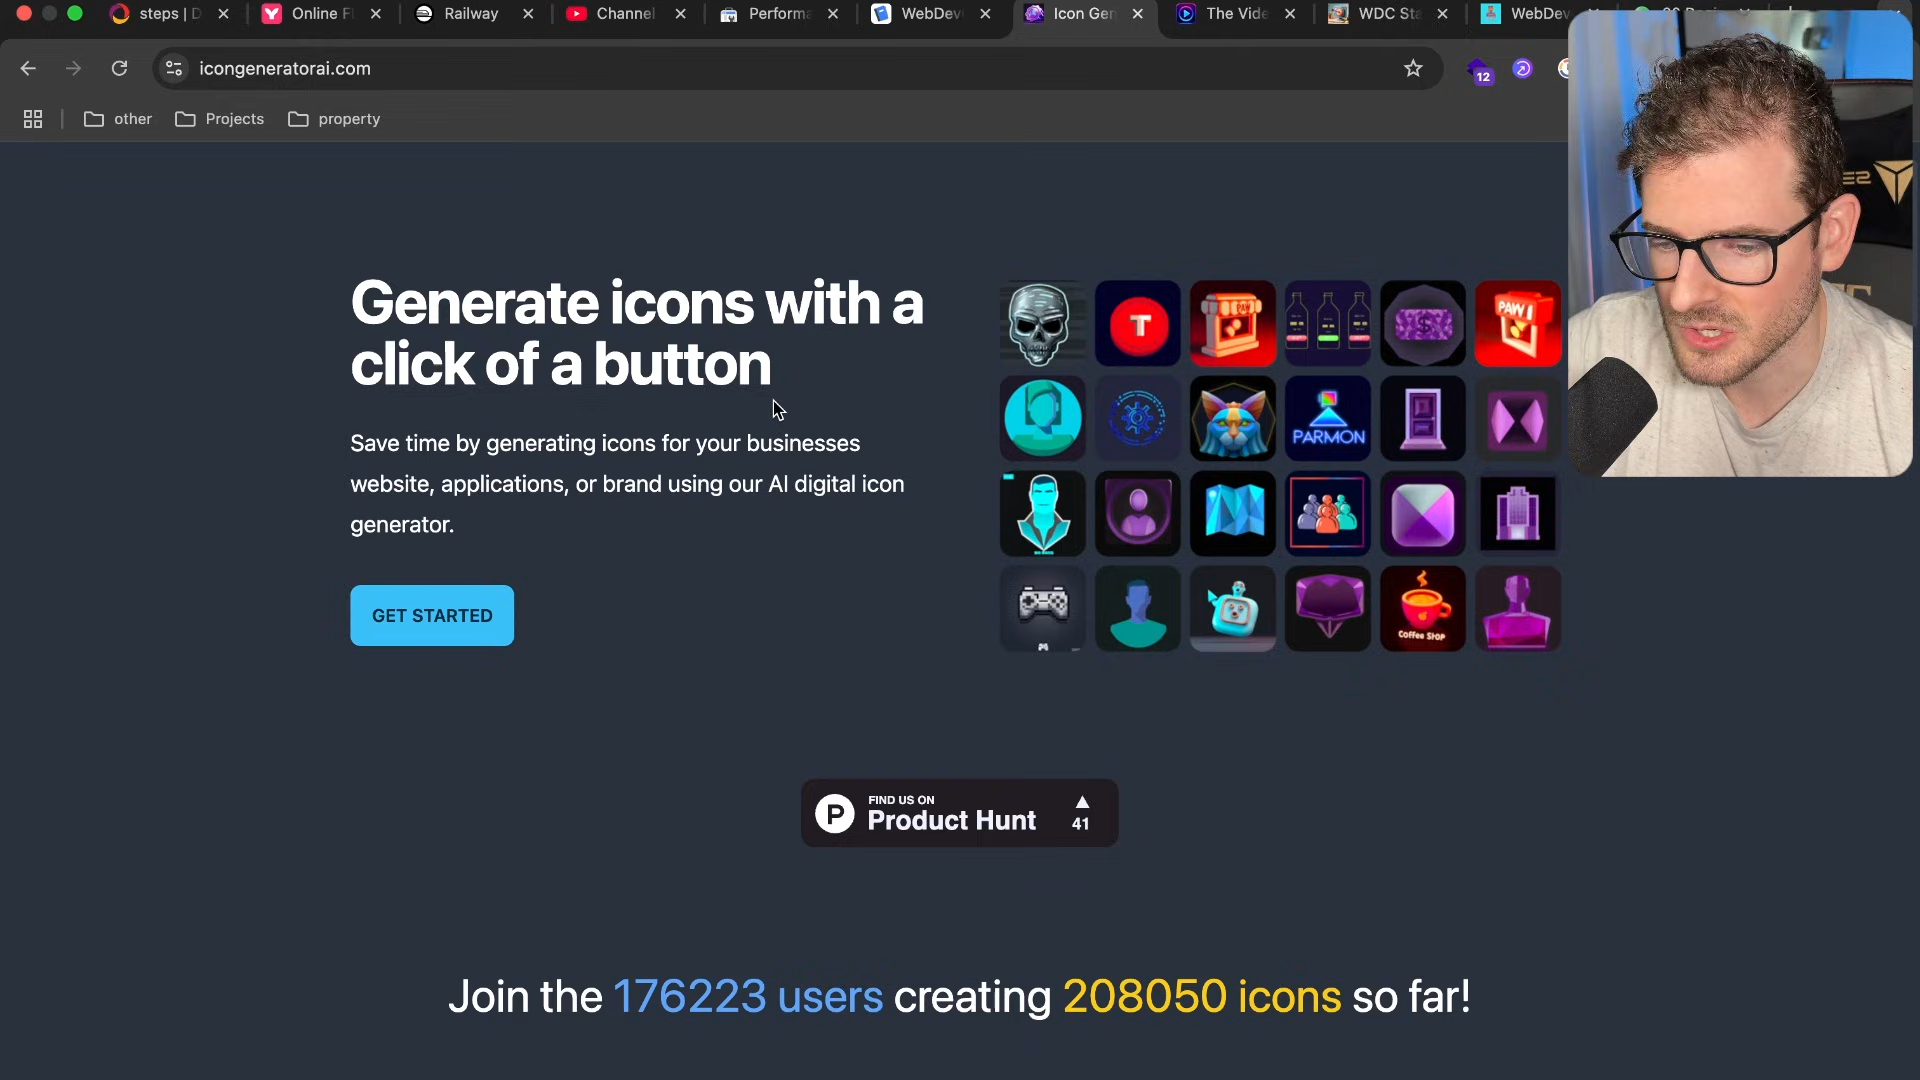 steps | D
Online F
Railway
Channel
Performa
WebDev
Icon Gen
The Vide
WDC Sta
WebDev
icongeneratorai.com
12
other
Projects
property
Generate icons with a
click of a button
Save time by generating icons for your businesses
website, applications, or brand using our AI digital icon
generator.
GET STARTED
T
PAW I
PARMON
Coffee SHOP
FIND US ON
Product Hunt
41
Join the 176223 users creating 208050 icons so far!